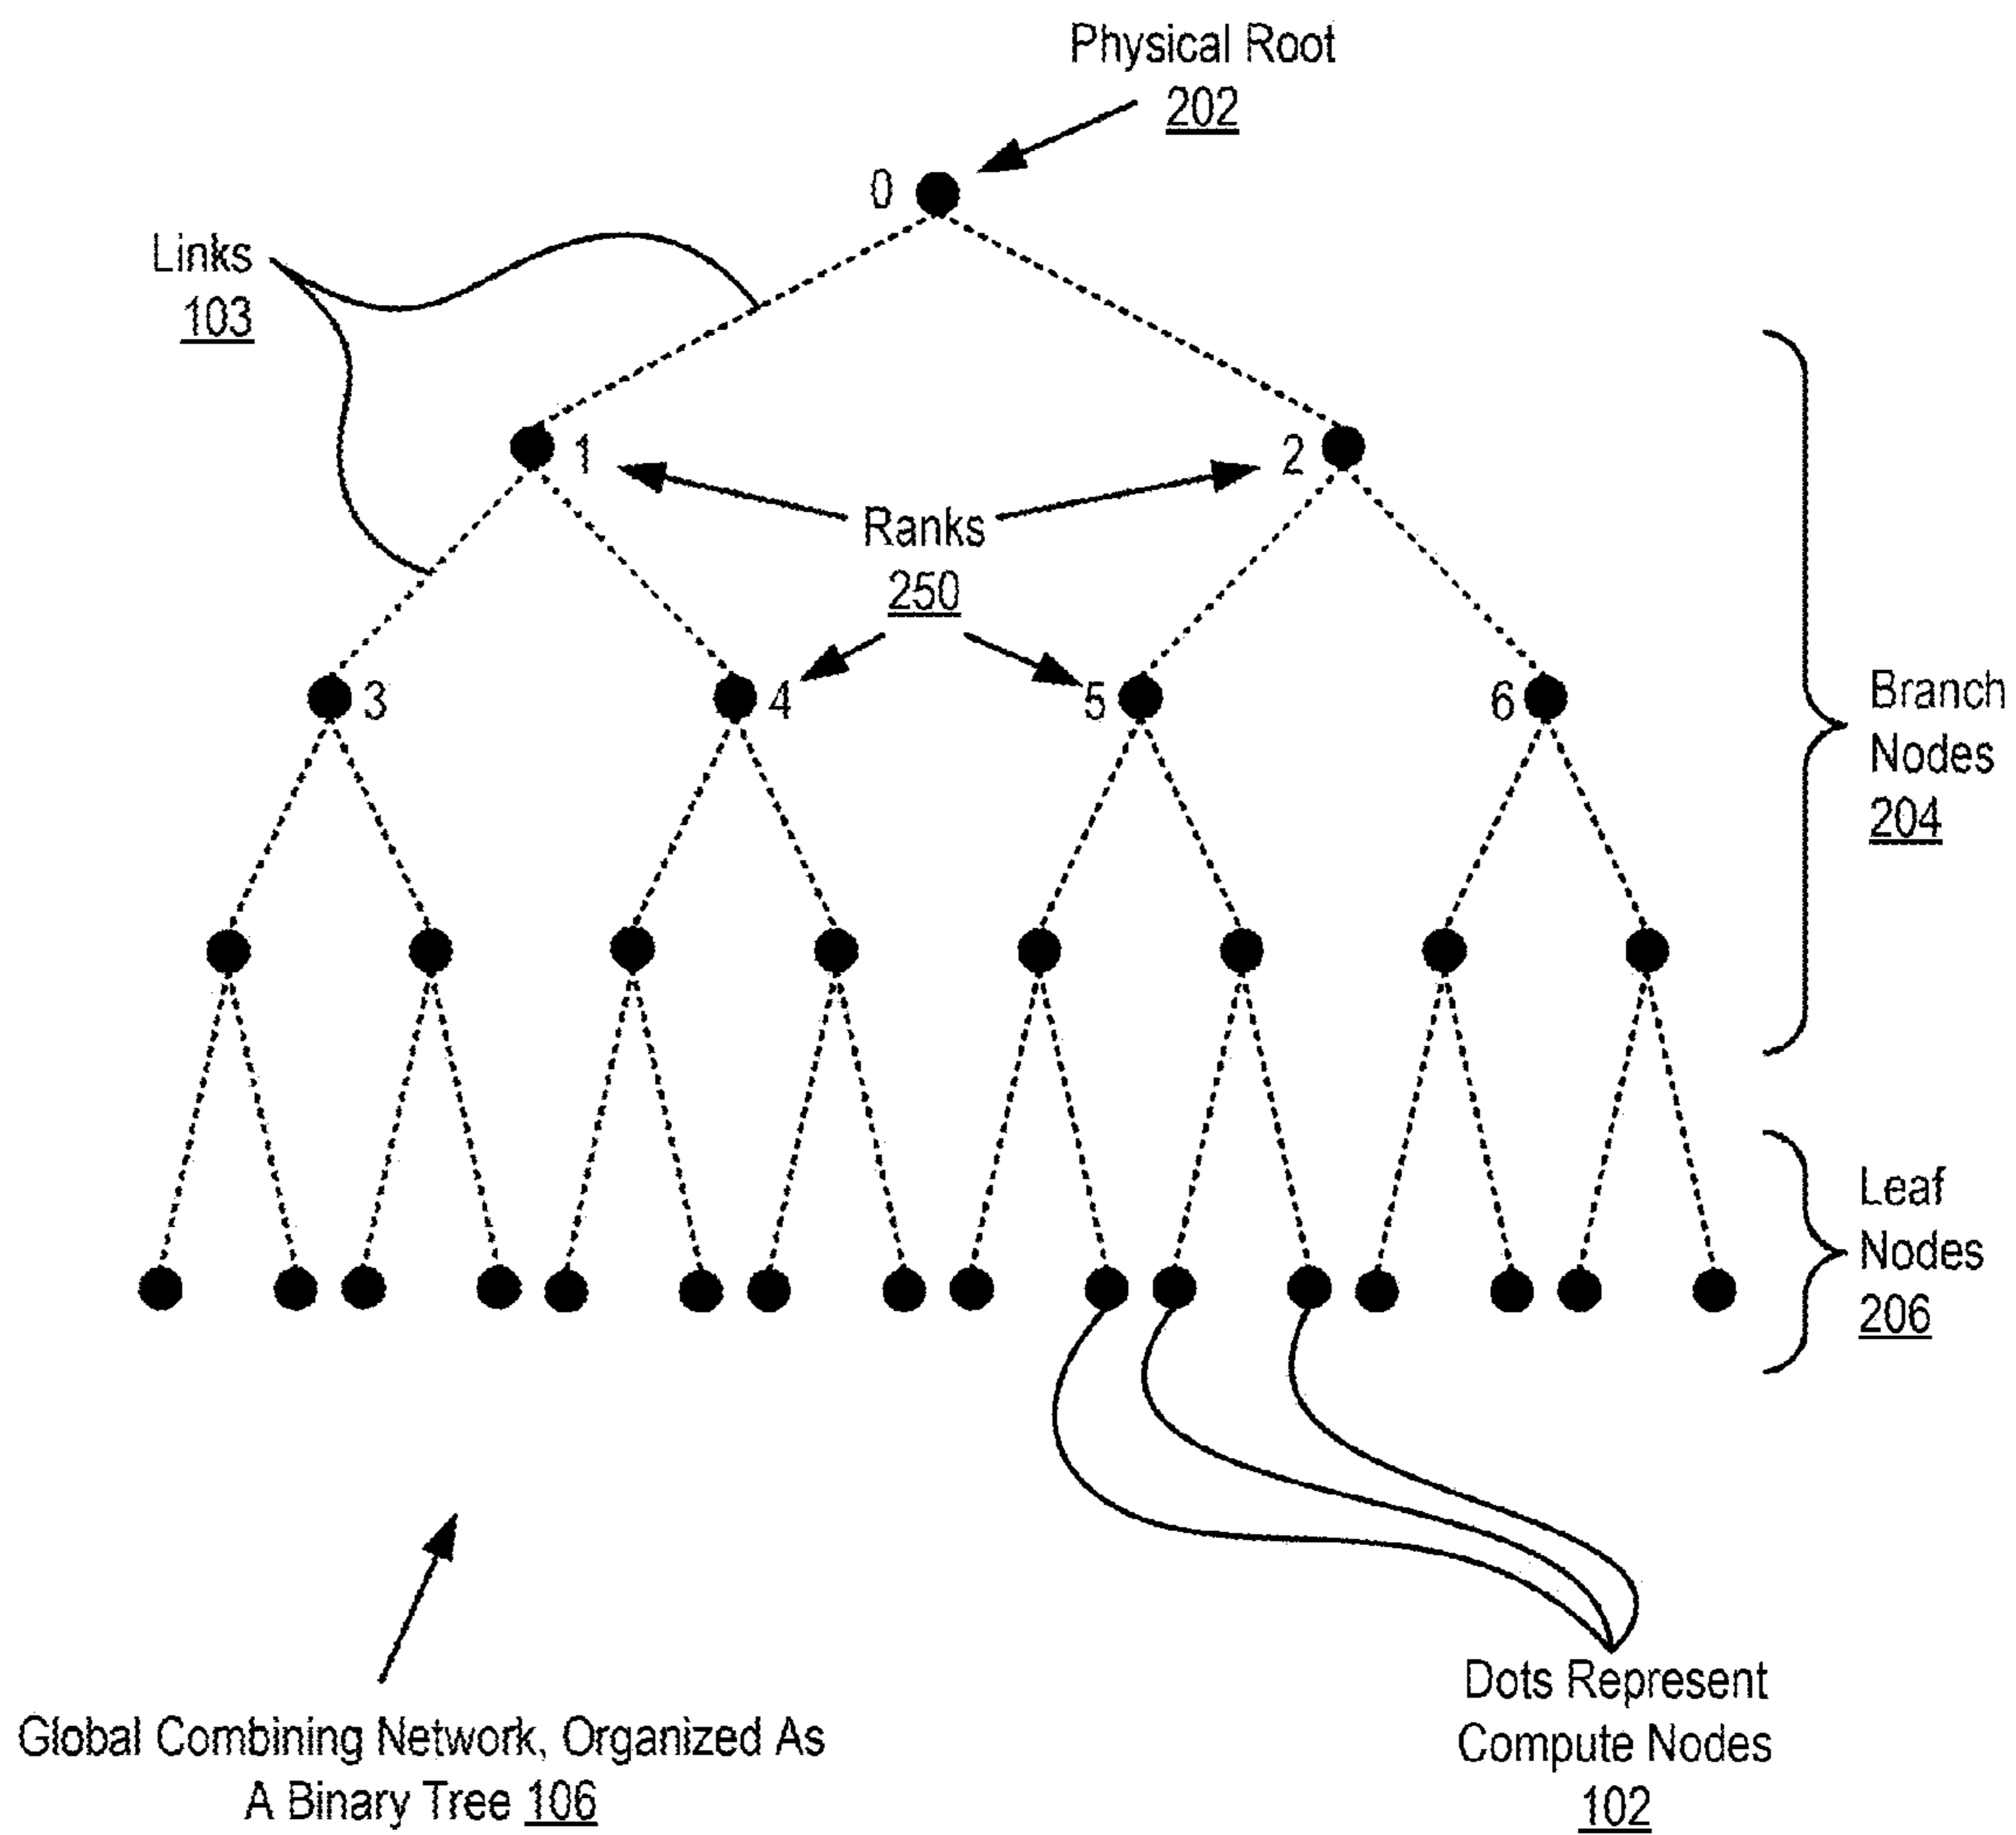 Physical Root
202
0
Links
103
1
2
Ranks
250
3
4
5
6
Branch
Nodes
204
Leaf
Nodes
206
Dots Represent
Compute Nodes
102
Global Combining Network, Organized As
A Binary Tree 106